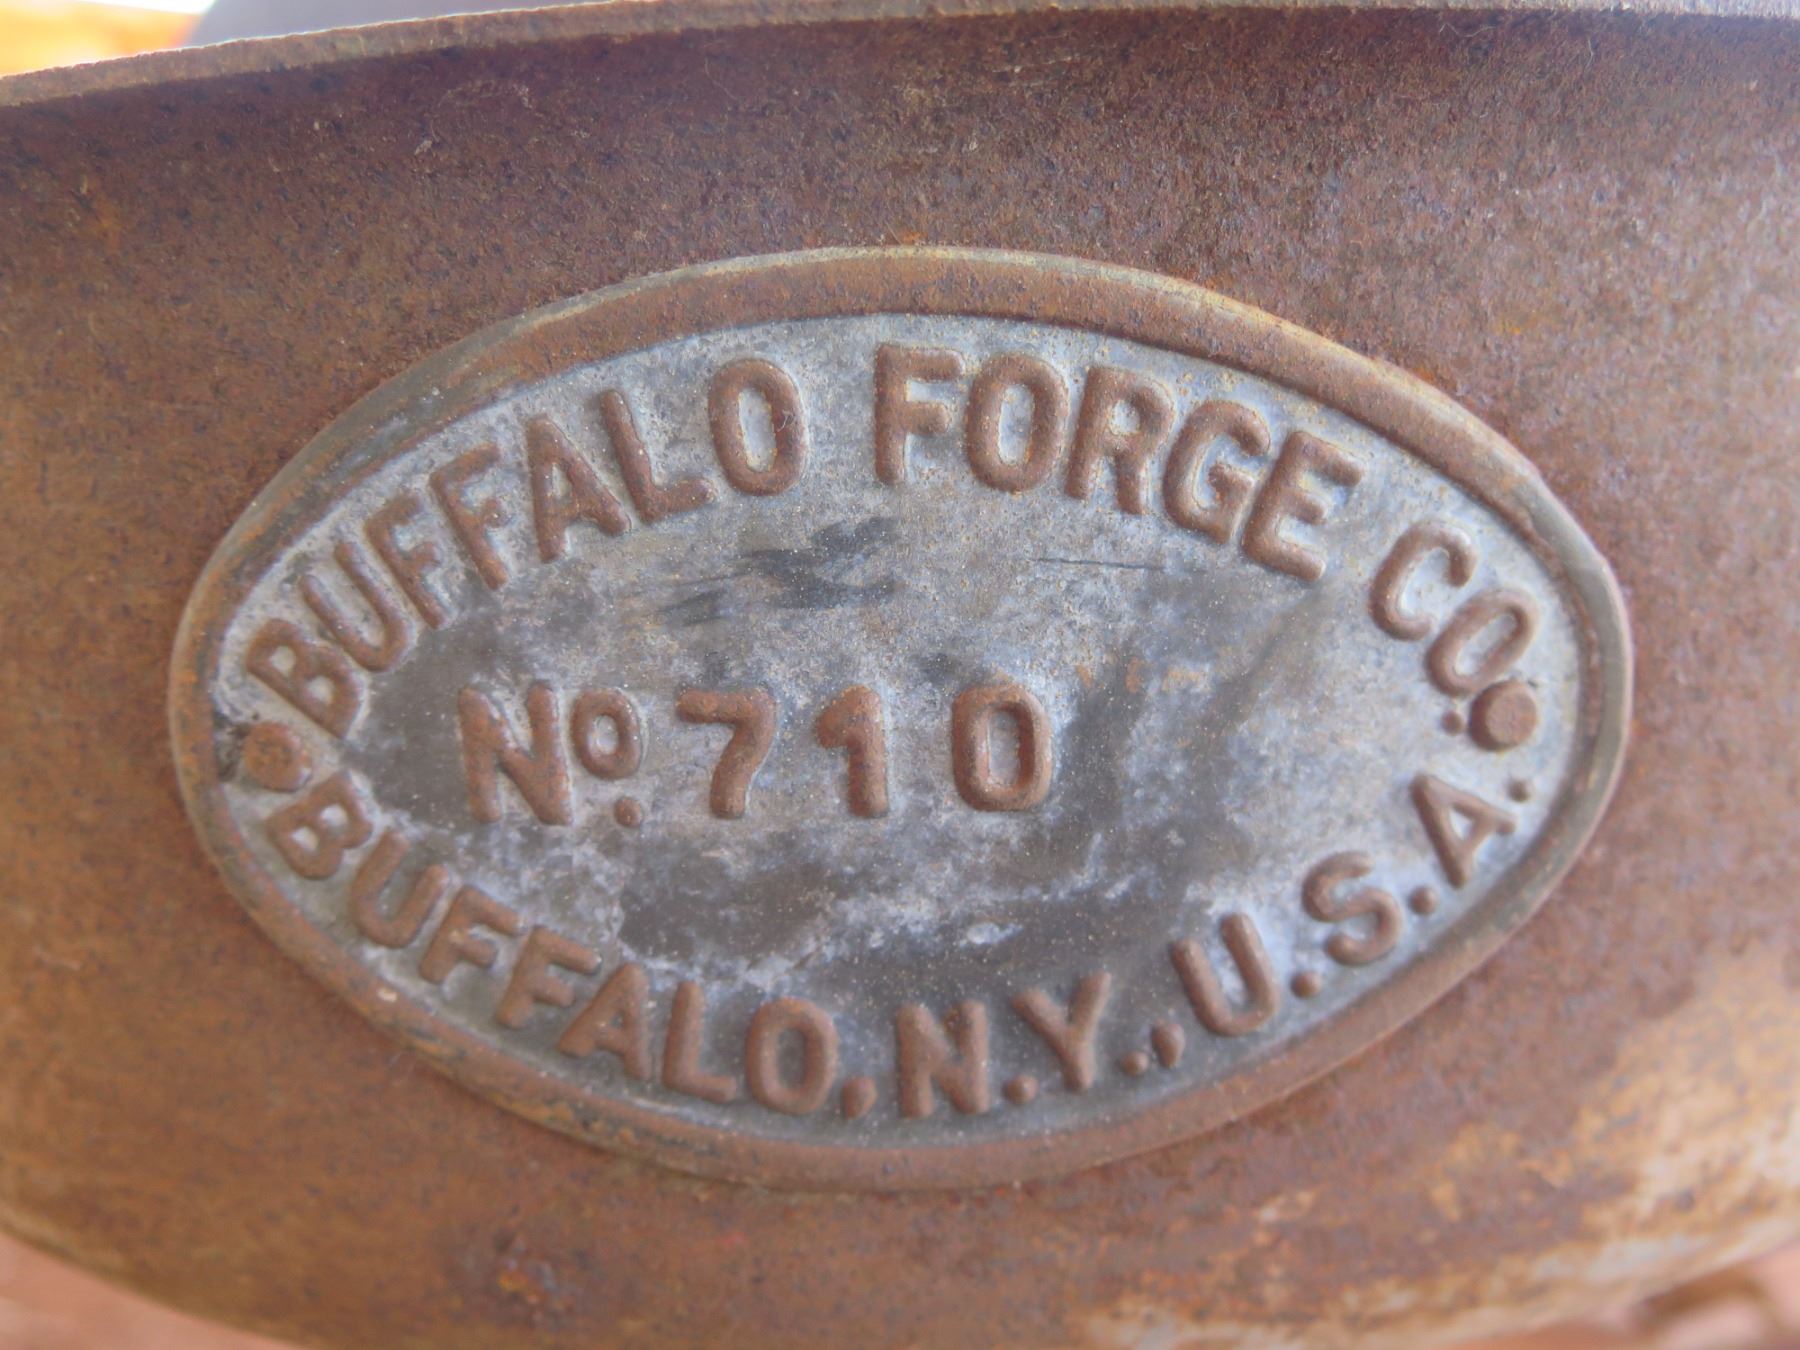 BUFFALO FORGE CO.
No. 710
BUFFALO, N.Y., U.S.A.